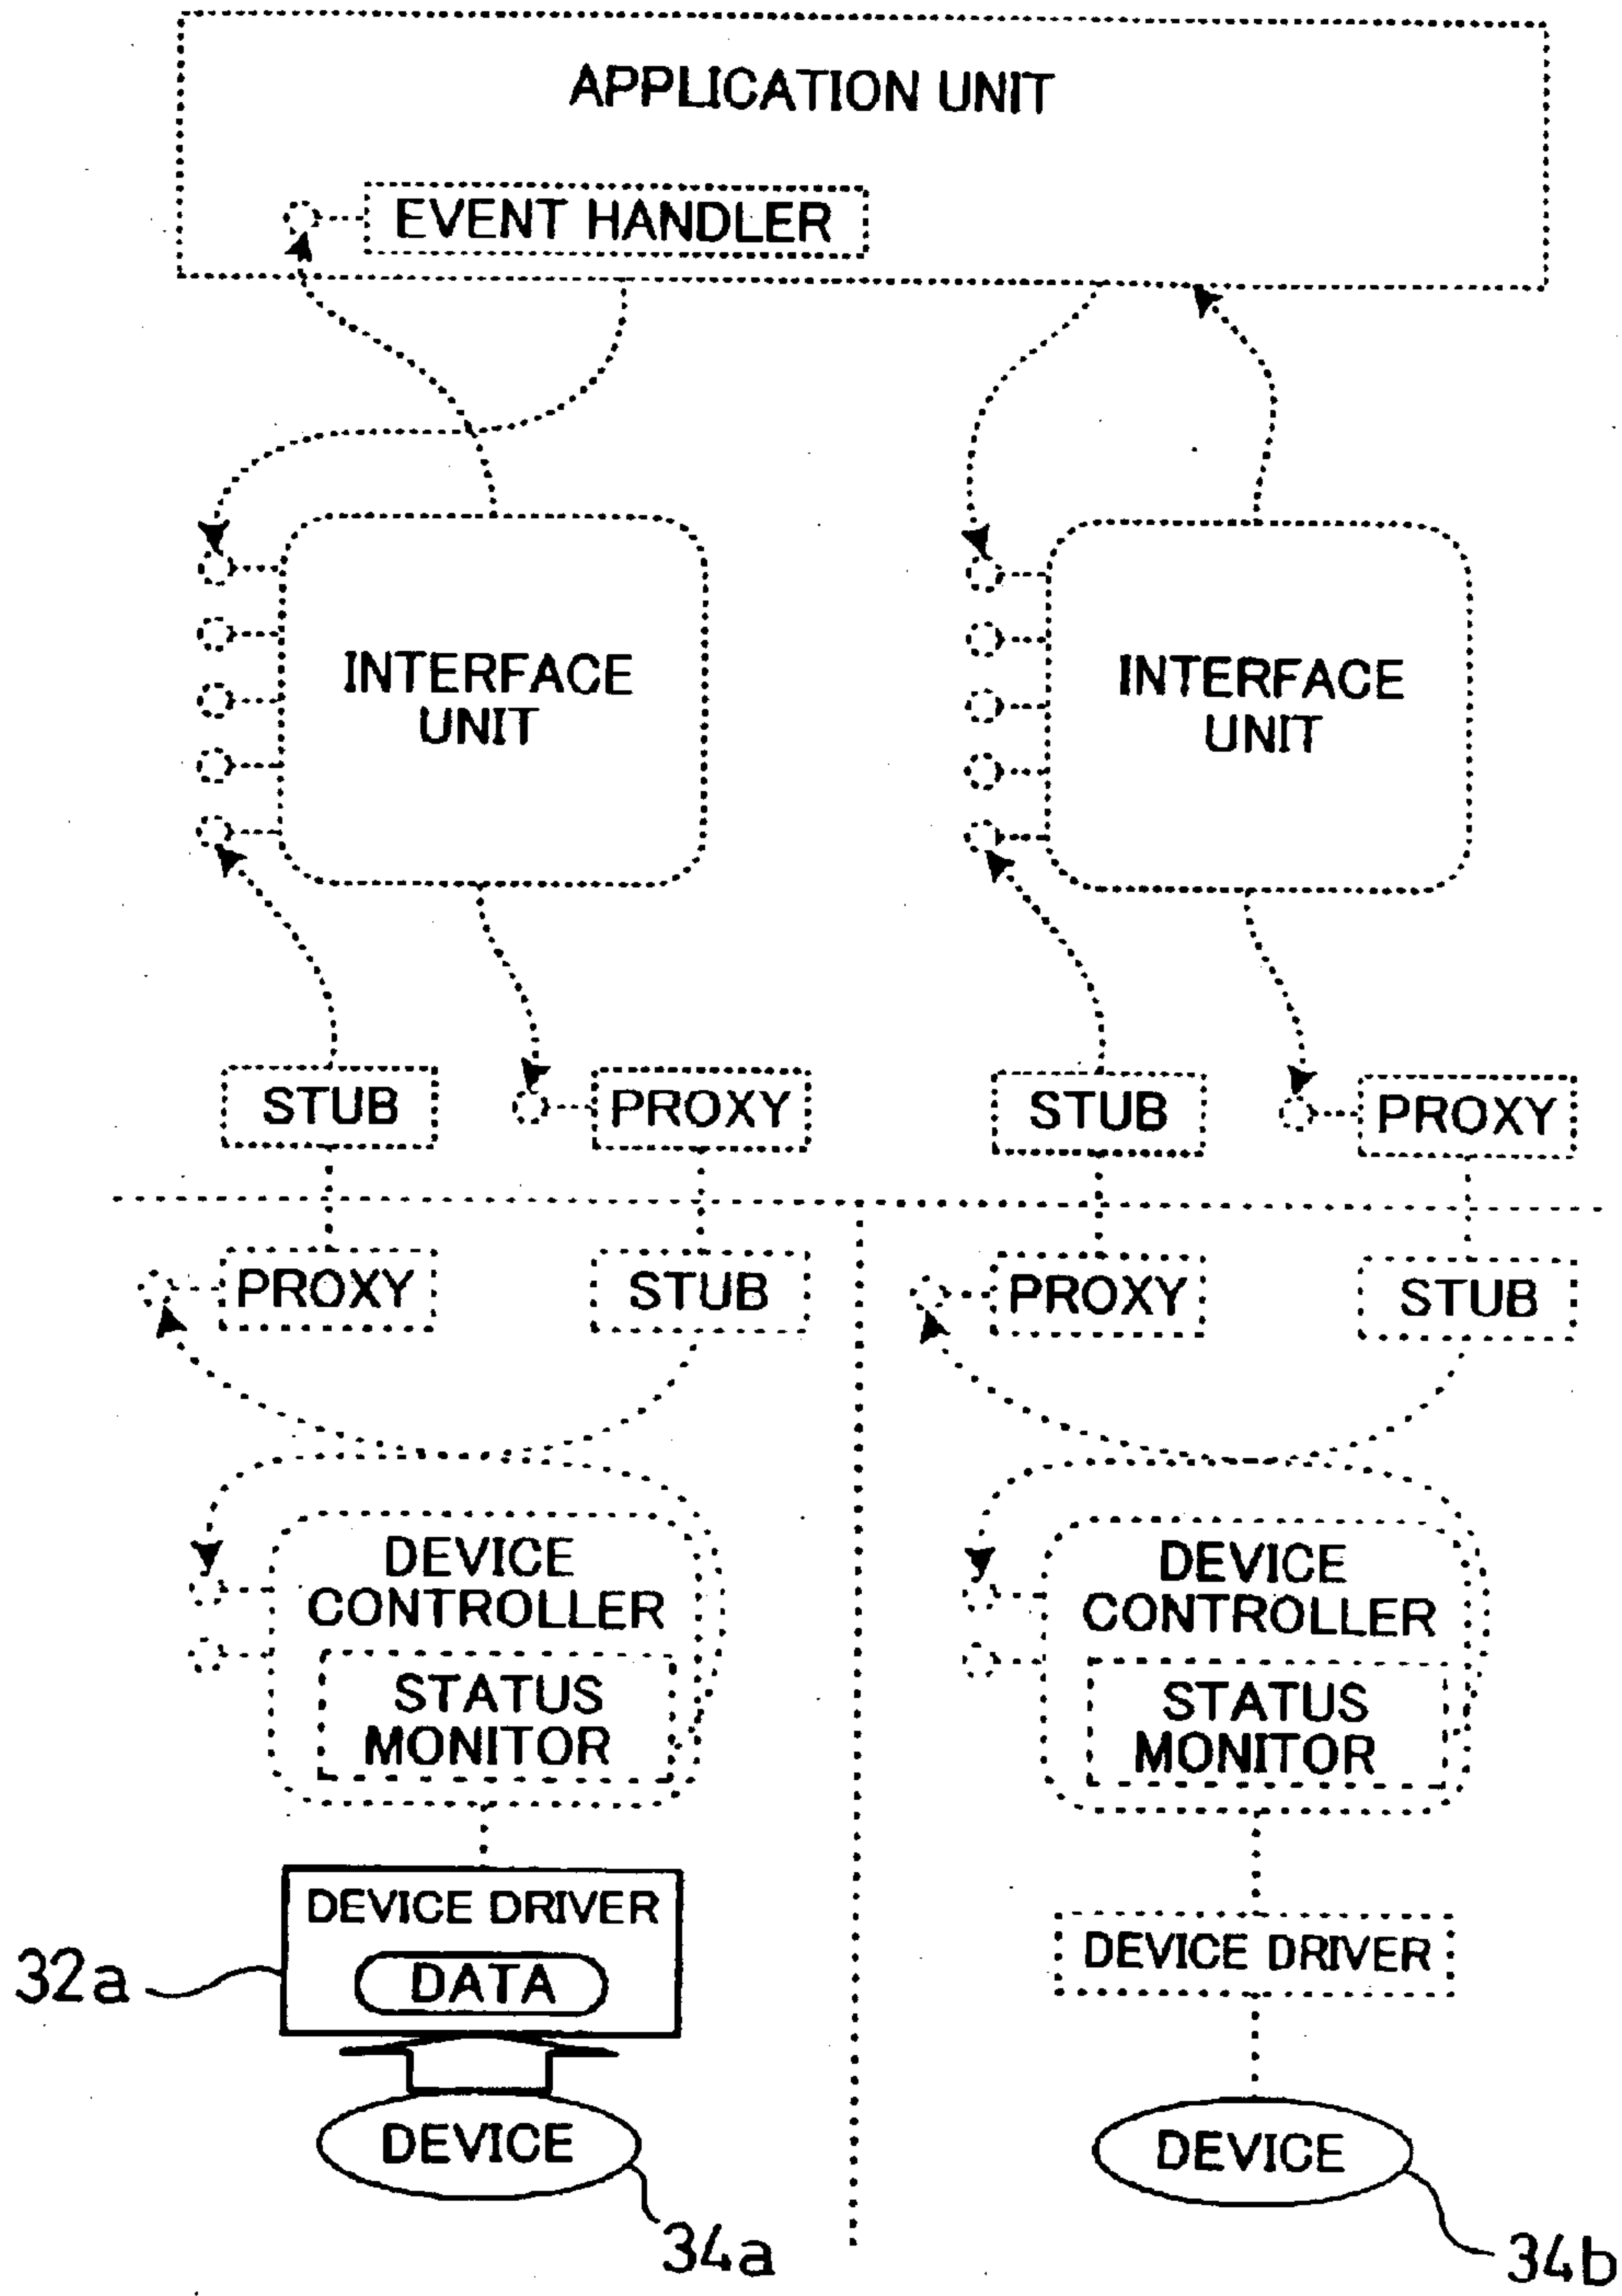 APPLICATION UNIT
EVENT HANDLER
INTERFACE
UNIT
INTERFACE
UNIT
STUB
PROXY
STUB
PROXY
PROXY
STUB
PROXY
STUB
DEVICE
CONTROLLER
STATUS
MONITOR
DEVICE
CONTROLLER
STATUS
MONITOR
DEVICE DRIVER
DATA
32a
DEVICE DRIVER
DEVICE
34a
DEVICE
34b